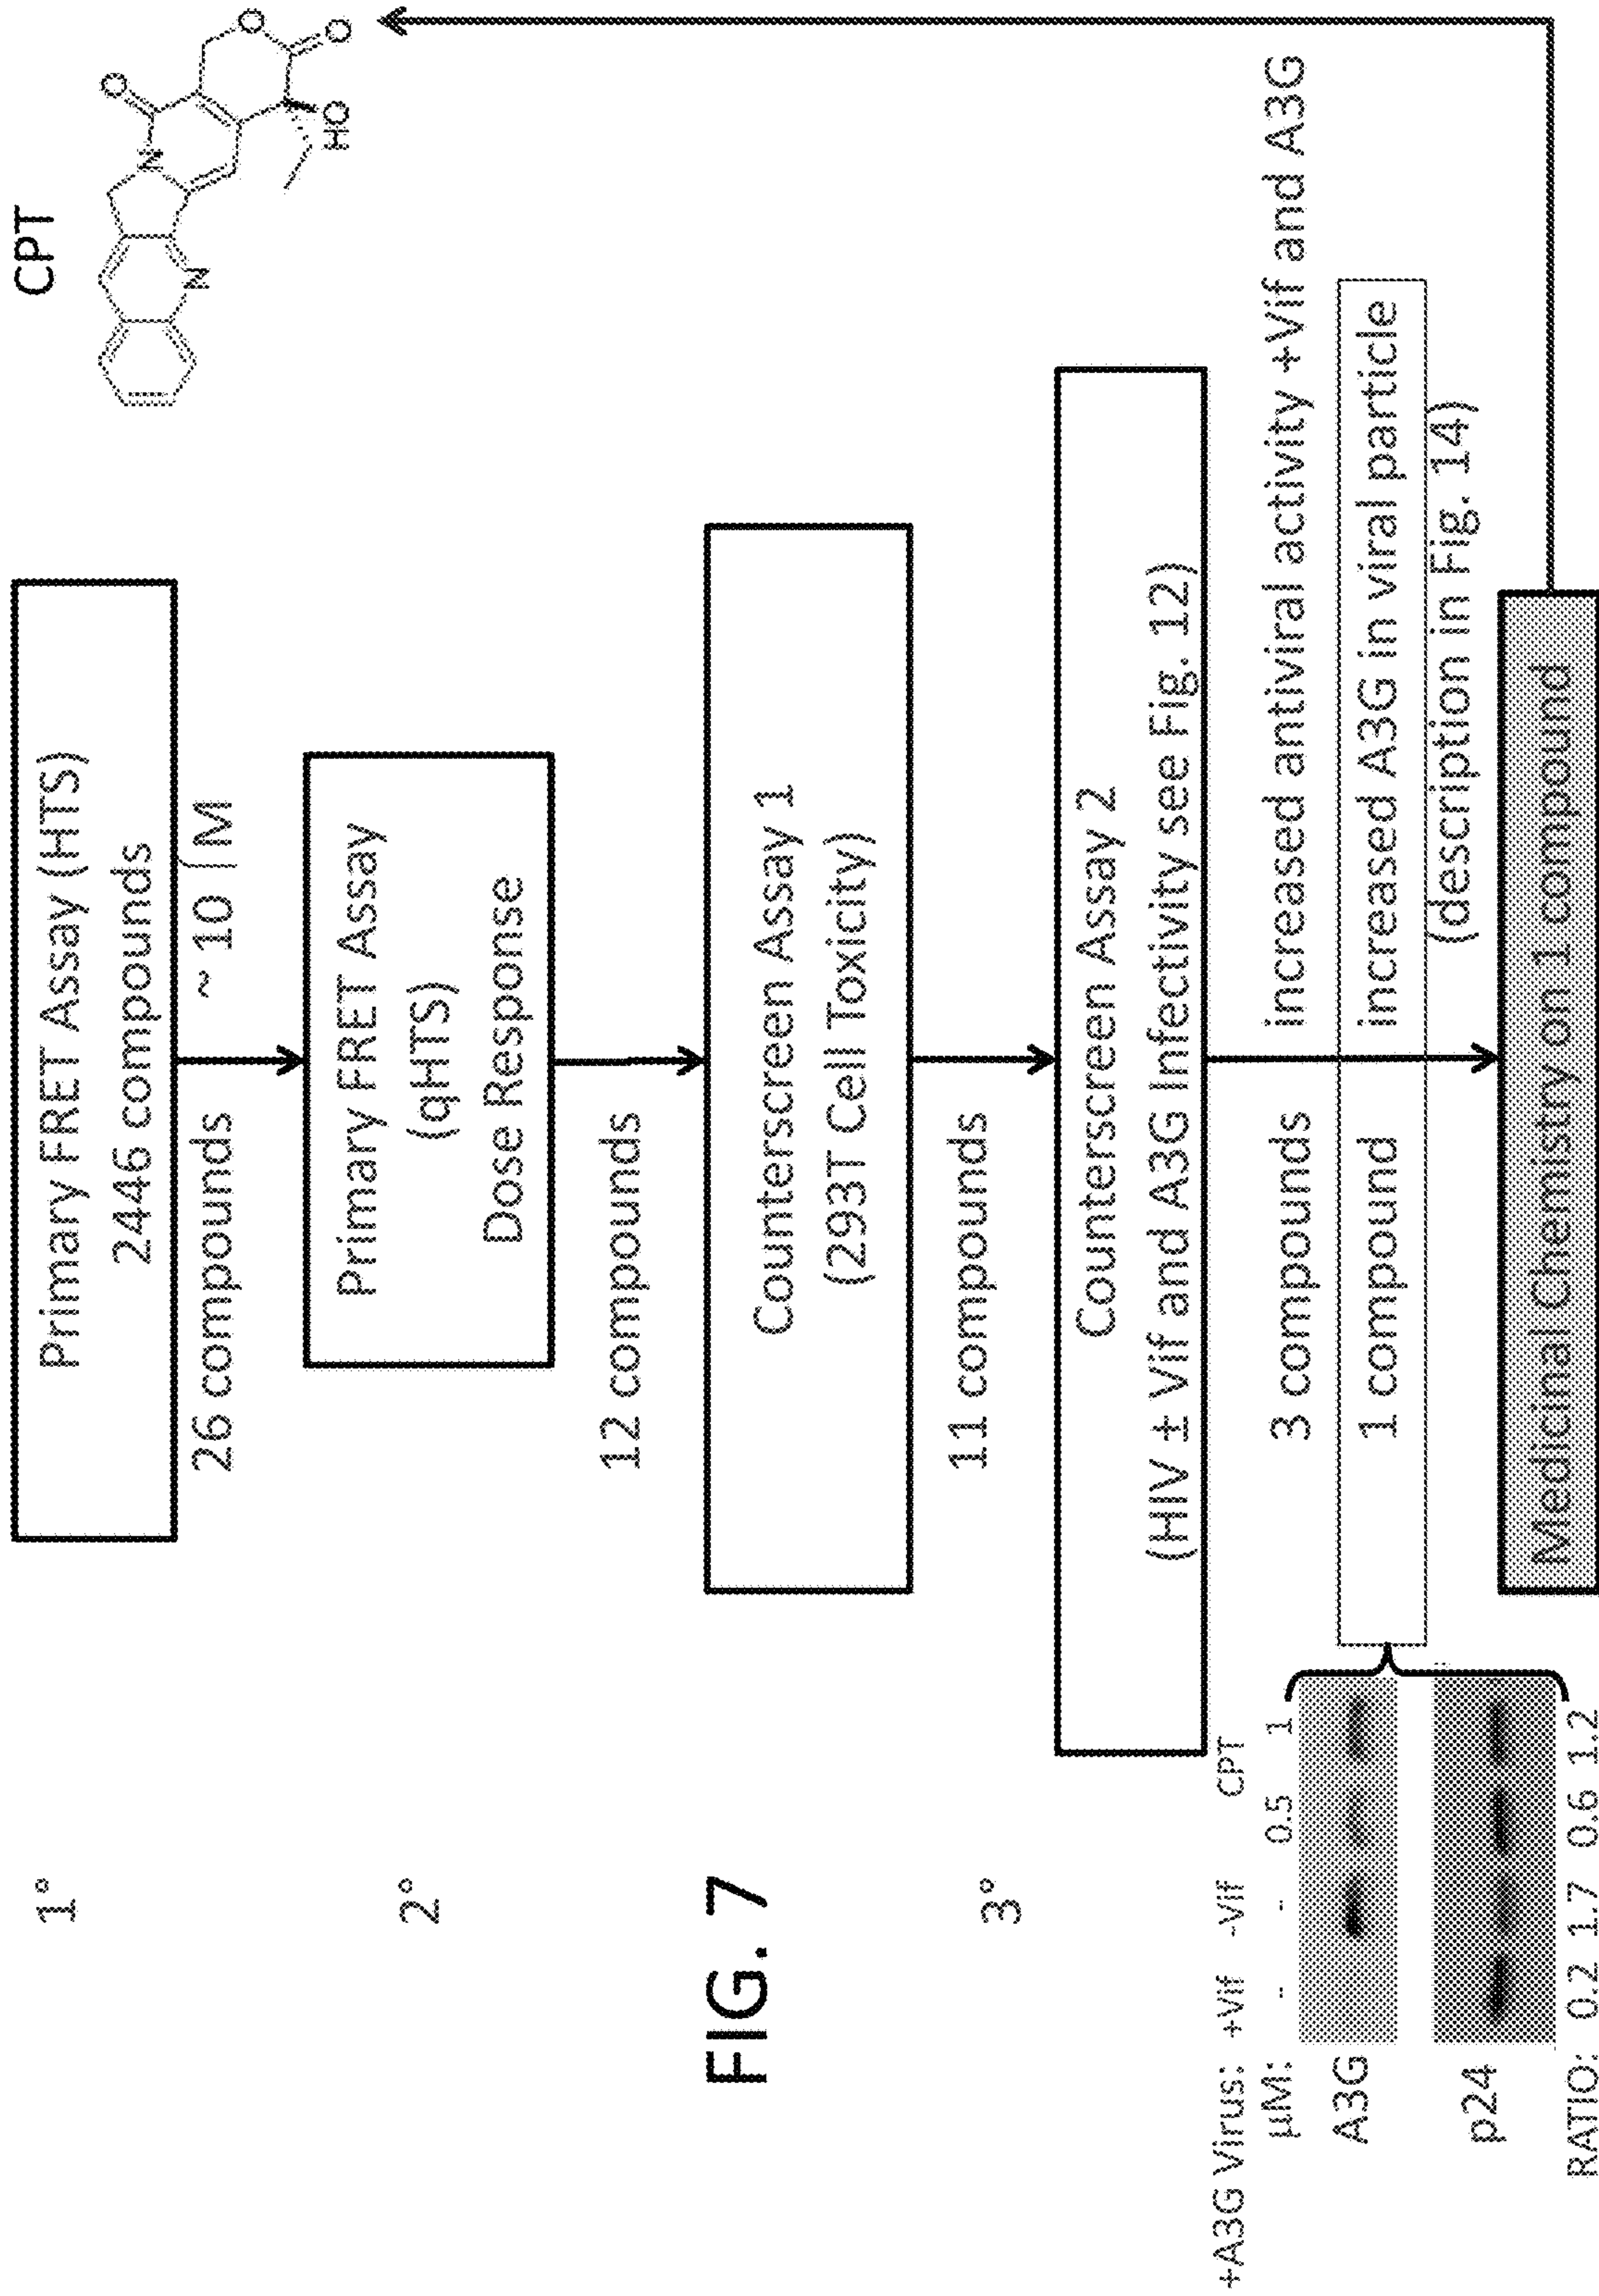 1°
Primary FRET Assay (HTS)
2446 compounds
CPT
O
O
O
N
N
HO
26 compounds
~ 10 ⌠M
2°
Primary FRET Assay
(qHTS)
Dose Response
12 compounds
FIG. 7
Counterscreen Assay 1
(293T Cell Toxicity)
11 compounds
3°
Counterscreen Assay 2
(HIV ± Vif and A3G Infectivity see Fig. 12)
3 compounds
increased antiviral activity +Vif and A3G
1 compound
increased A3G in viral particle
(description in Fig. 14)
Medicinal Chemistry on 1 compound
+A3G Virus: +Vif -Vif CPT
µM: - - 0.5 1
A3G
p24
RATIO: 0.2 1.7 0.6 1.2